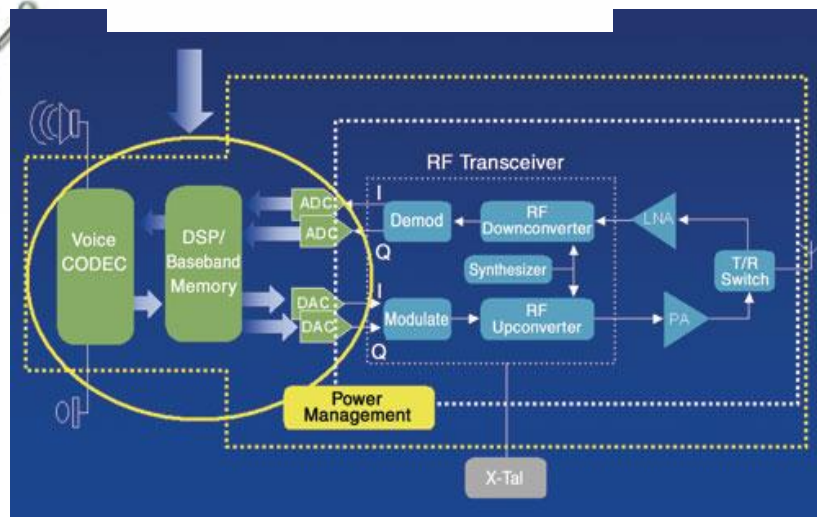 RF Transceiver
ADC
I
Demod
RF
Downconverter
LNA
ADC
Q
Voice
CODEC
DSP/
Baseband
Memory
Synthesizer
T/R
Switch
DAC
I
Modulate
RF
Upconverter
PA
DAC
Q
Power
Management
X-Tal